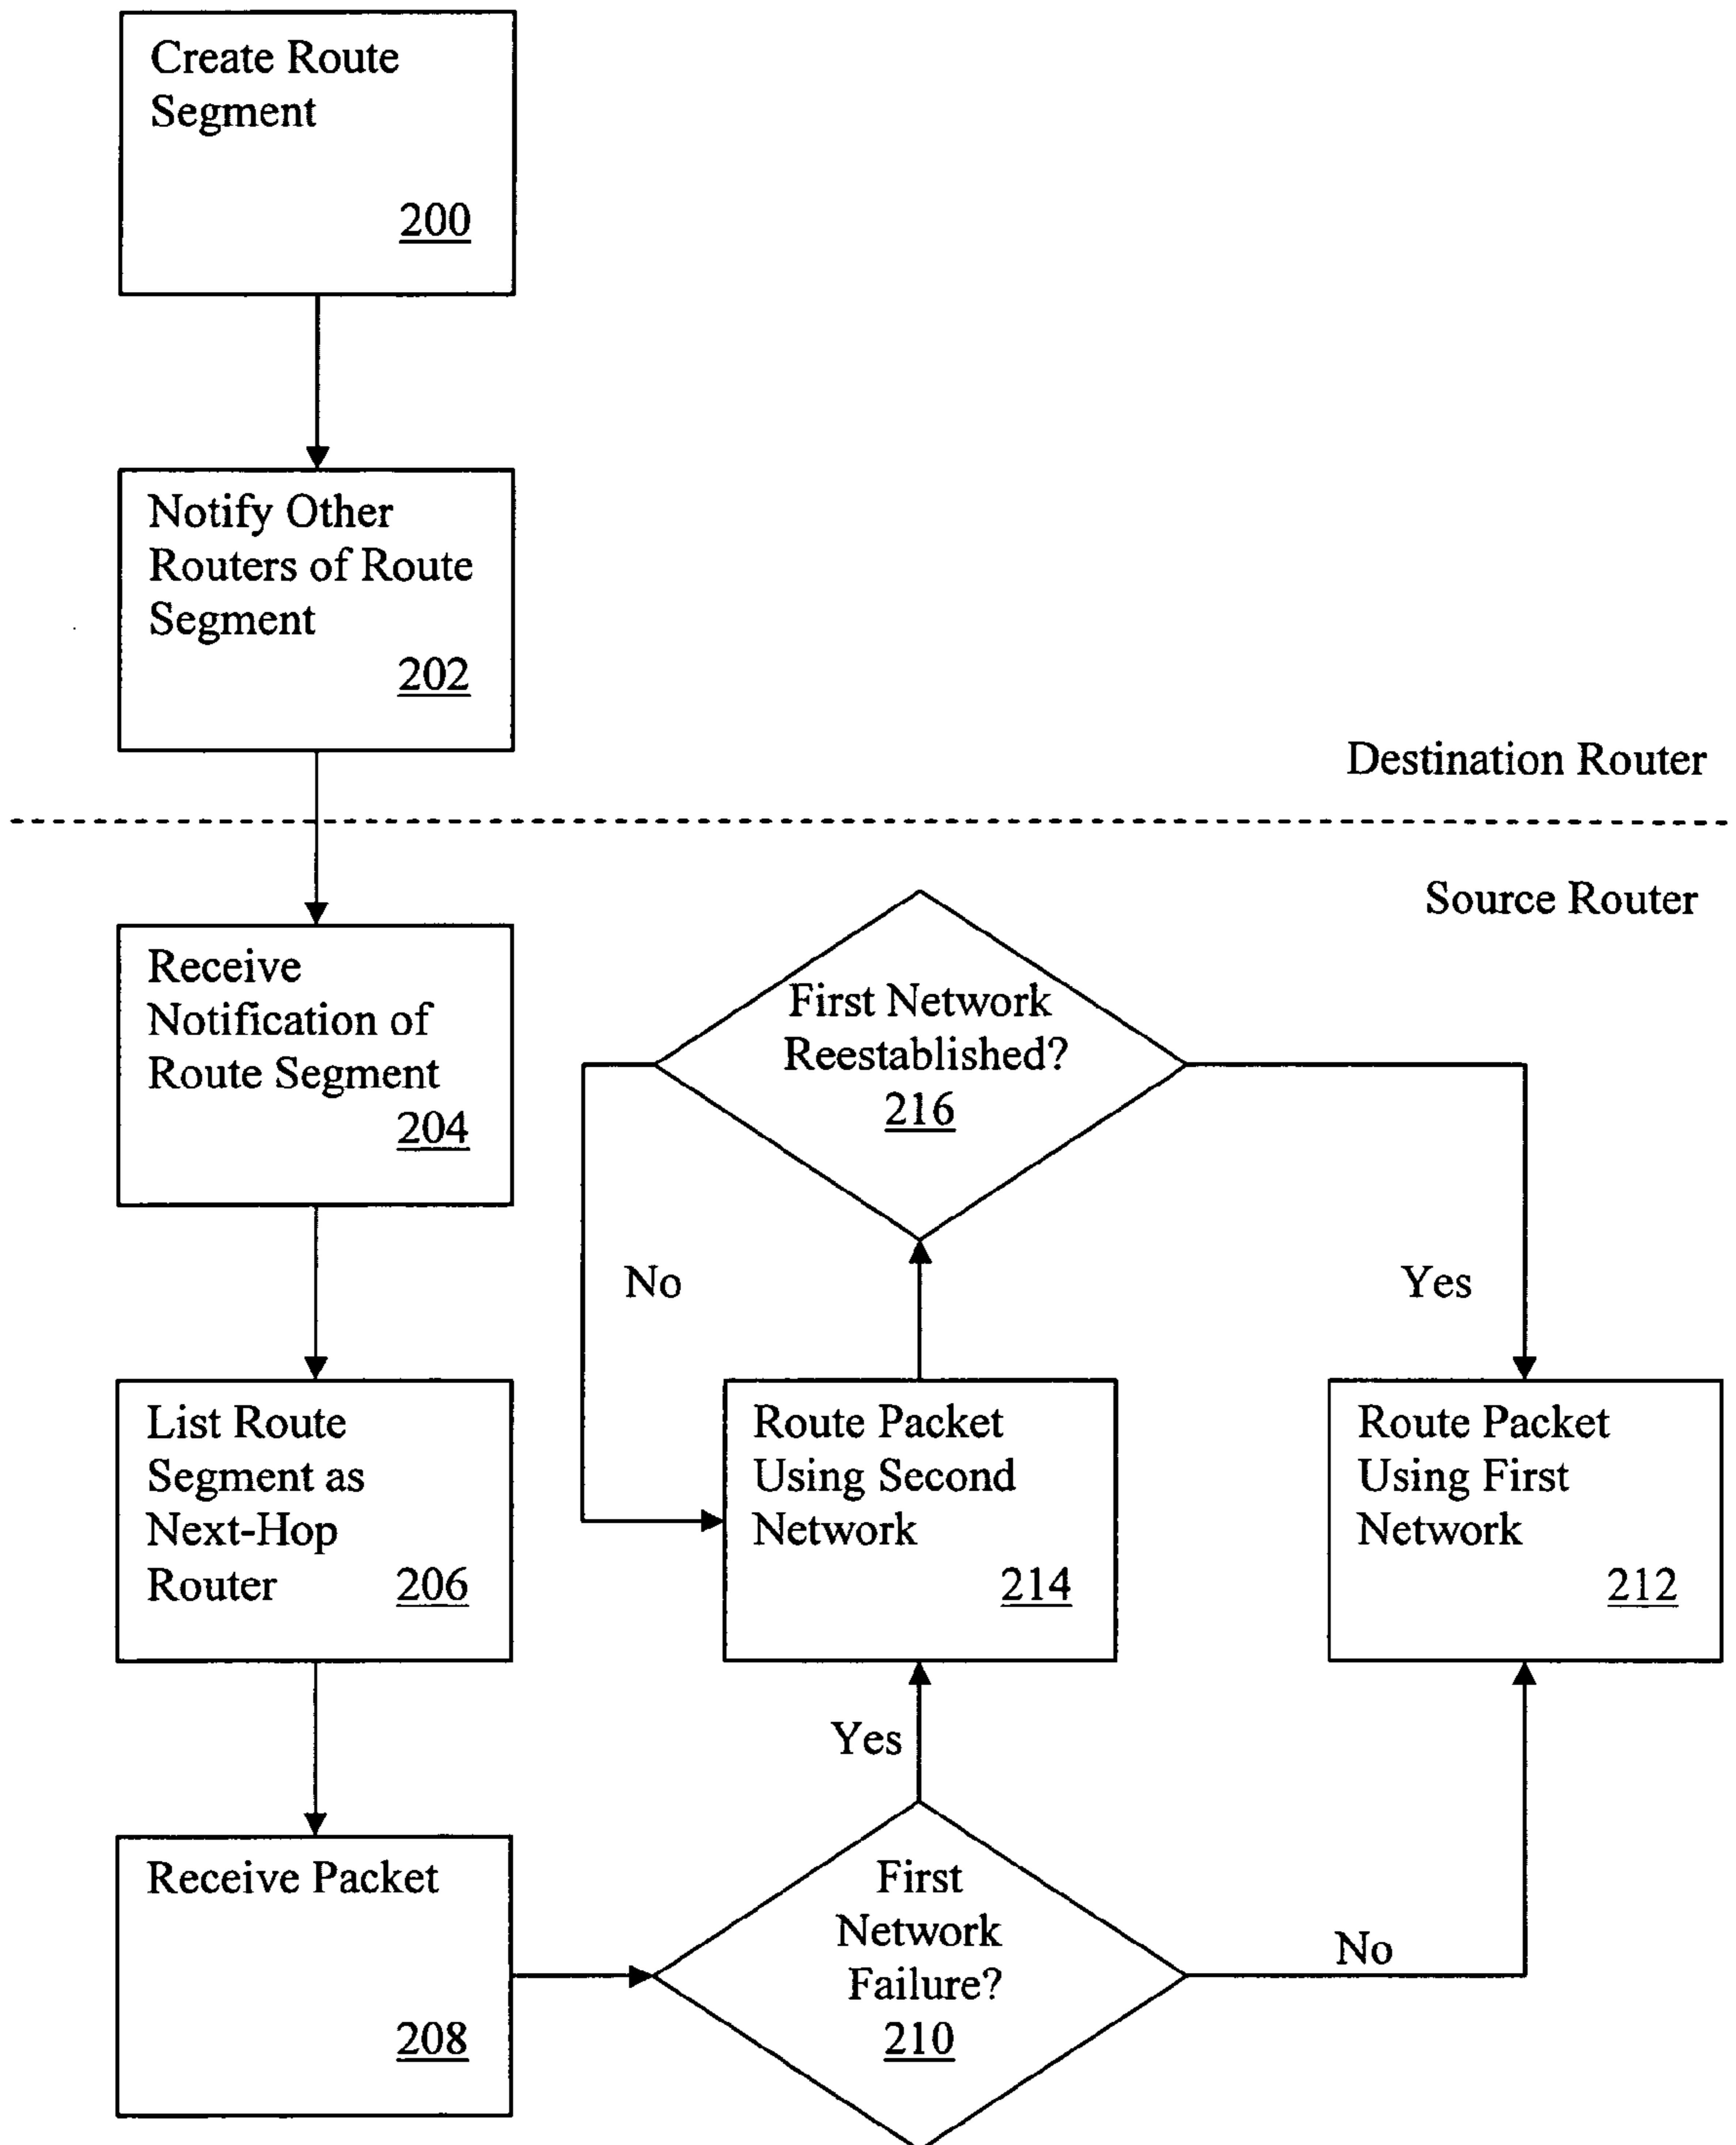 Create Route
Segment
200
Notify Other
Routers of Route
Segment
202
Destination Router
Source Router
Receive
Notification of
Route Segment
204
First Network
Reestablished?
216
No
Yes
List Route
Segment as
Next-Hop
Router 206
Route Packet
Using Second
Network
214
Route Packet
Using First
Network
212
Yes
Receive Packet
208
First
Network
Failure?
210
No